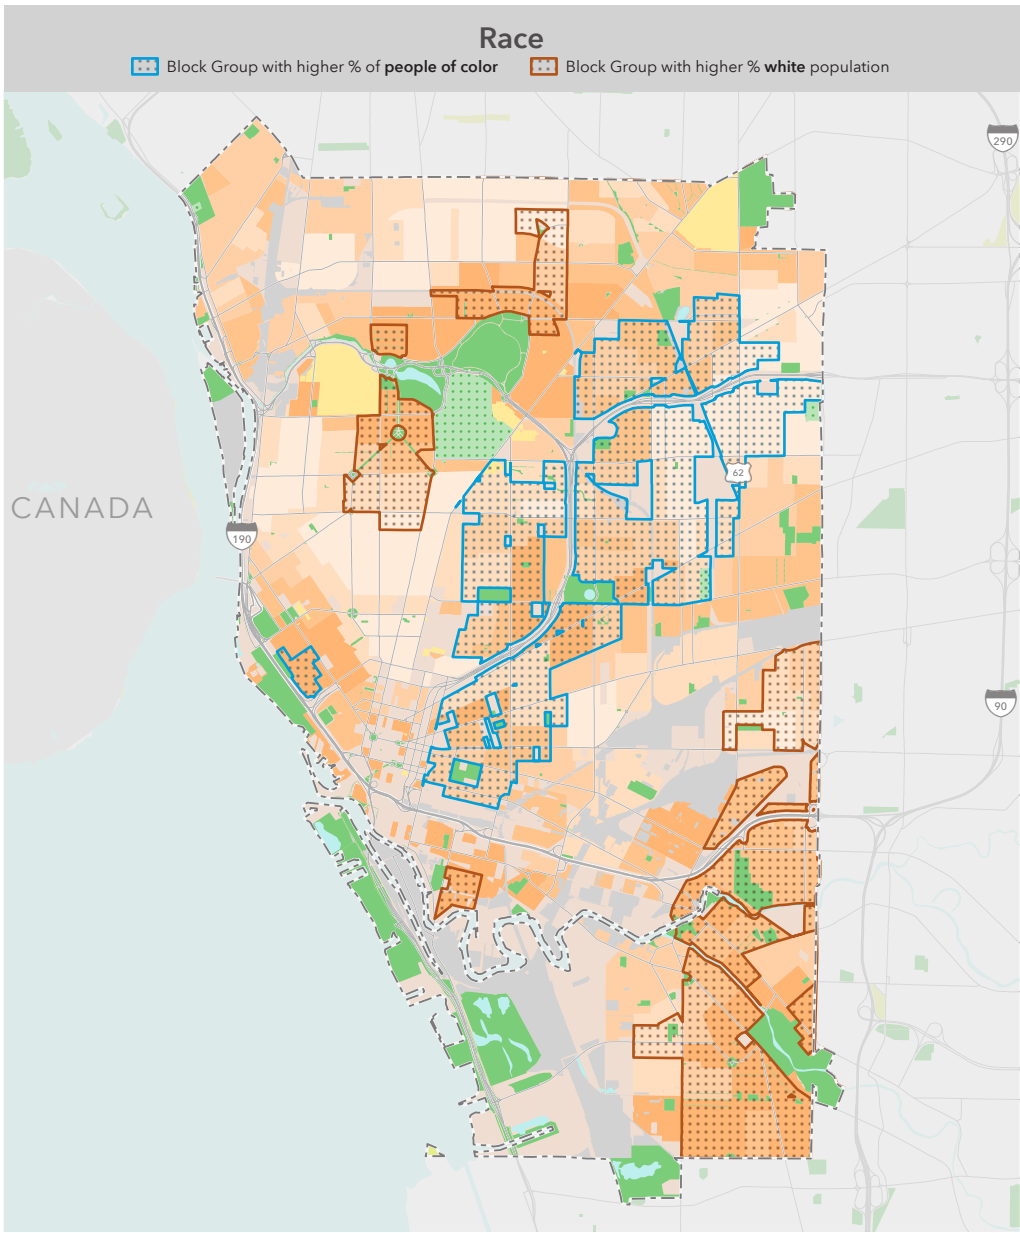 Race
Block Group with higher % of people of color
Block Group with higher % white population
290
CANADA
62
190
90